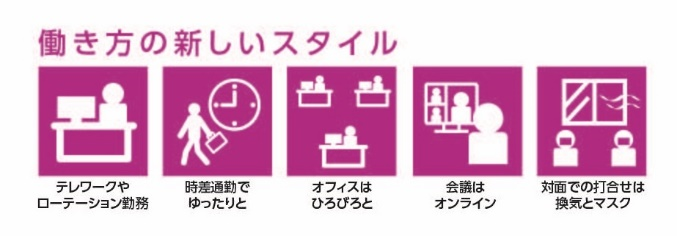 働き方の新しいスタイル
テレワークや
ローテーション勤務
時差通勤で
ゆったりと
オフィスは
ひろびろと
会議は
オンライン
対面での打合せは
換気とマスク